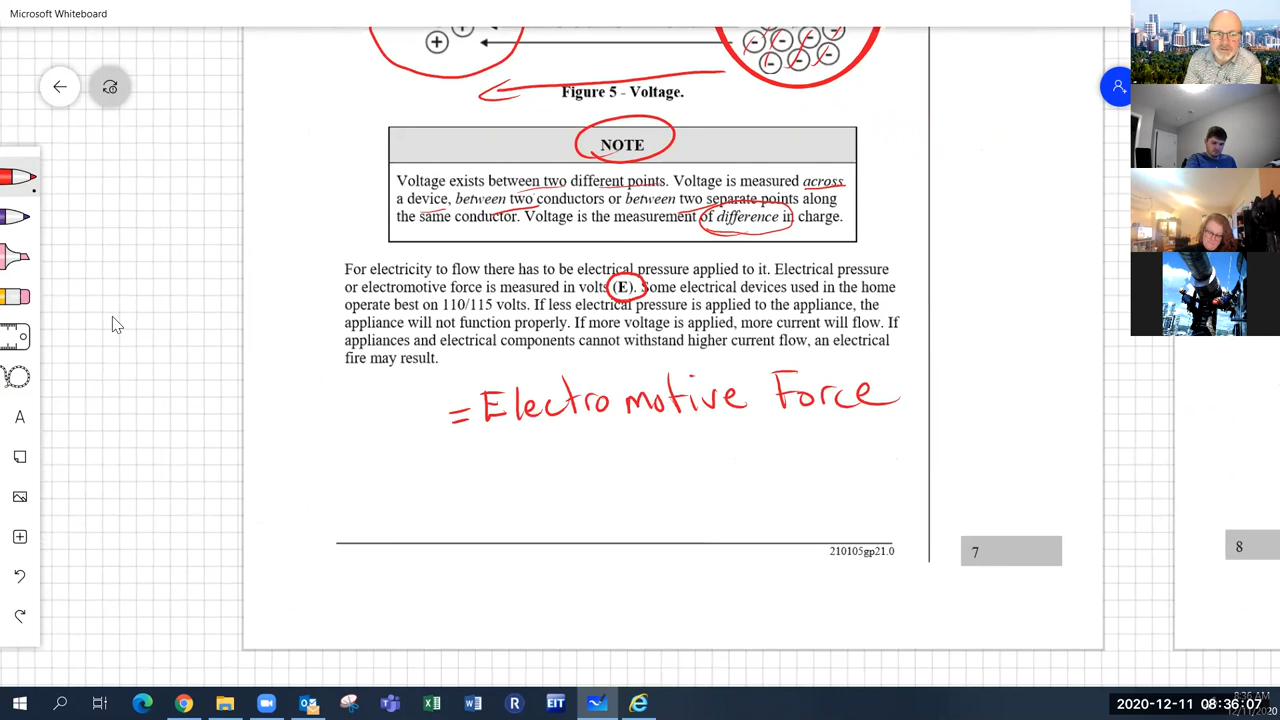 Microsoft Whiteboard
Figure 5 - Voltage.
NOTE
Voltage exists between two different points. Voltage is measured across
a device, between two conductors or between two separate points along
the same conductor. Voltage is the measurement of difference in charge.
For electricity to flow there has to be electrical pressure applied to it. Electrical pressure
or electromotive force is measured in volts (E). Some electrical devices used in the home
operate best on 110/115 volts. If less electrical pressure is applied to the appliance, the
appliance will not function properly. If more voltage is applied, more current will flow. If
appliances and electrical components cannot withstand higher current flow, an electrical
fire may result.
= Electromotive Force
210105gp21.0
7
8
A
R
EIT
8:36 AM
2020-12-11 08:36:07